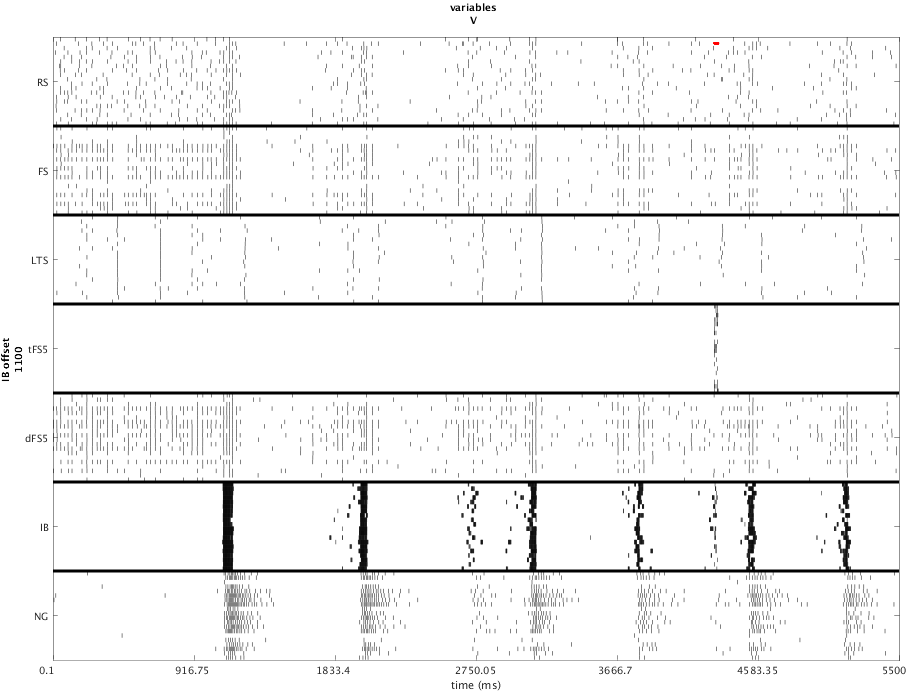 variables
V
RS
FS
LTS
tFS5
dFS5
IB
NG
IB offset
1100
0.1 916.75 1833.4 2750.05 3666.7 4583.35 5500
time (ms)